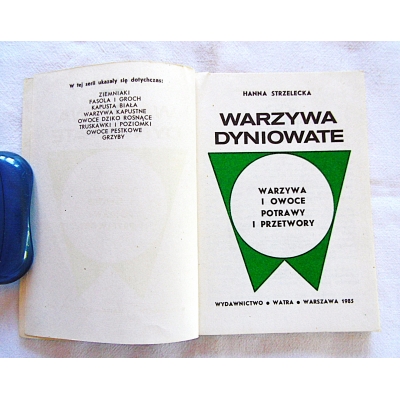 W tej serii ukazały się dotychczas:
ZIEMNIAKI
FASOLA I GROCH
KAPUSTA BIAŁA
WARZYWA KAPUSTNE
OWOCE DZIKO ROSNĄCE
TRUSKAWKI I POZIOMKI
OWOCE PESTKOWE
GRZYBY
HANNA STRZELECKA
WARZYWA
DYNIOWATE
WARZYWA
I OWOCE
POTRAWY
I PRZETWORY
WYDAWNICTWO • WATRA • WARSZAWA 1985